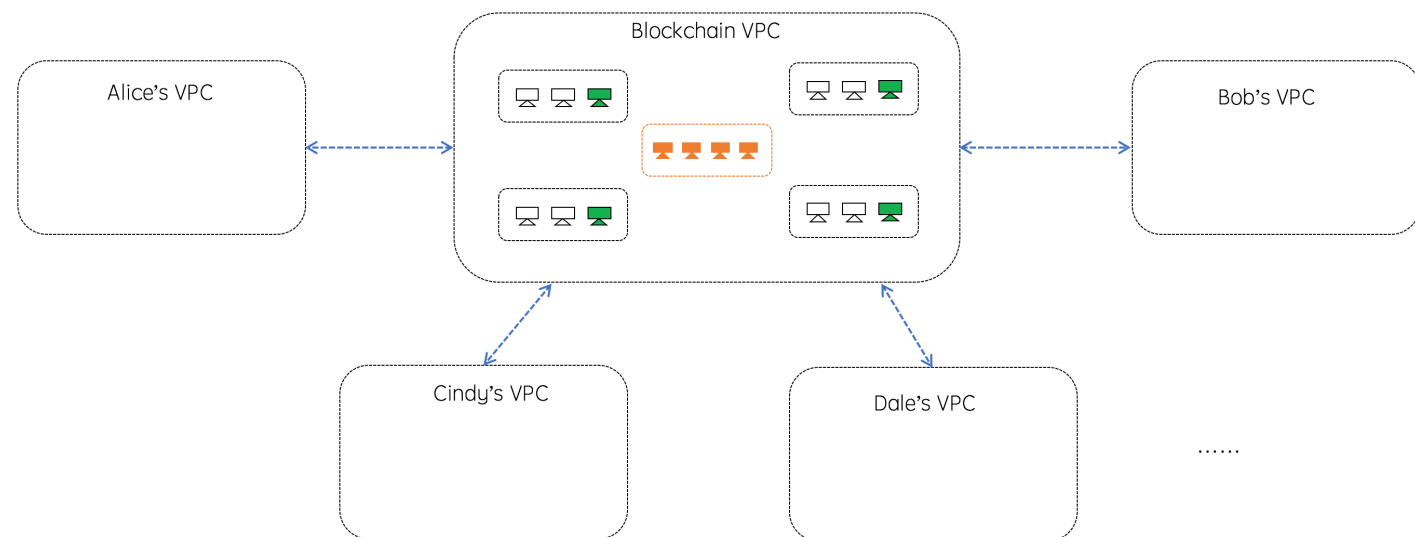 Blockchain VPC
Alice's VPC
Bob's VPC
Cindy's VPC
Dale's VPC
......